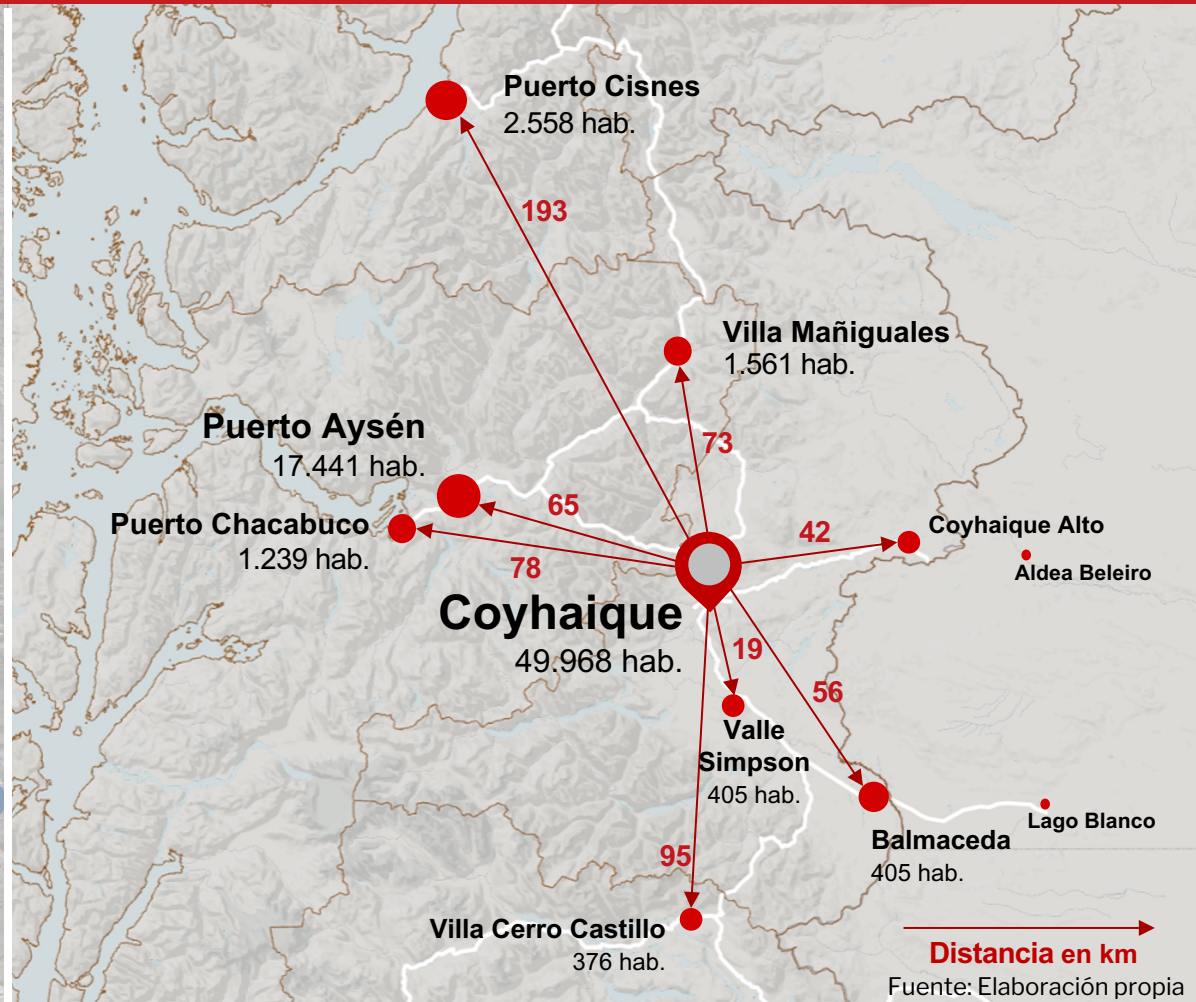 Puerto Cisnes
2.558 hab.
193
Villa Mañiguales
1.561 hab.
73
Puerto Aysén
17.441 hab.
65
Puerto Chacabuco
1.239 hab.
78
42
Coyhaique Alto
Aldea Beleiro
Coyhaique
49.968 hab.
19
56
Valle
Simpson
405 hab.
Lago Blanco
Balmaceda
405 hab.
95
Villa Cerro Castillo
376 hab.
Distancia en km
Fuente: Elaboración propia